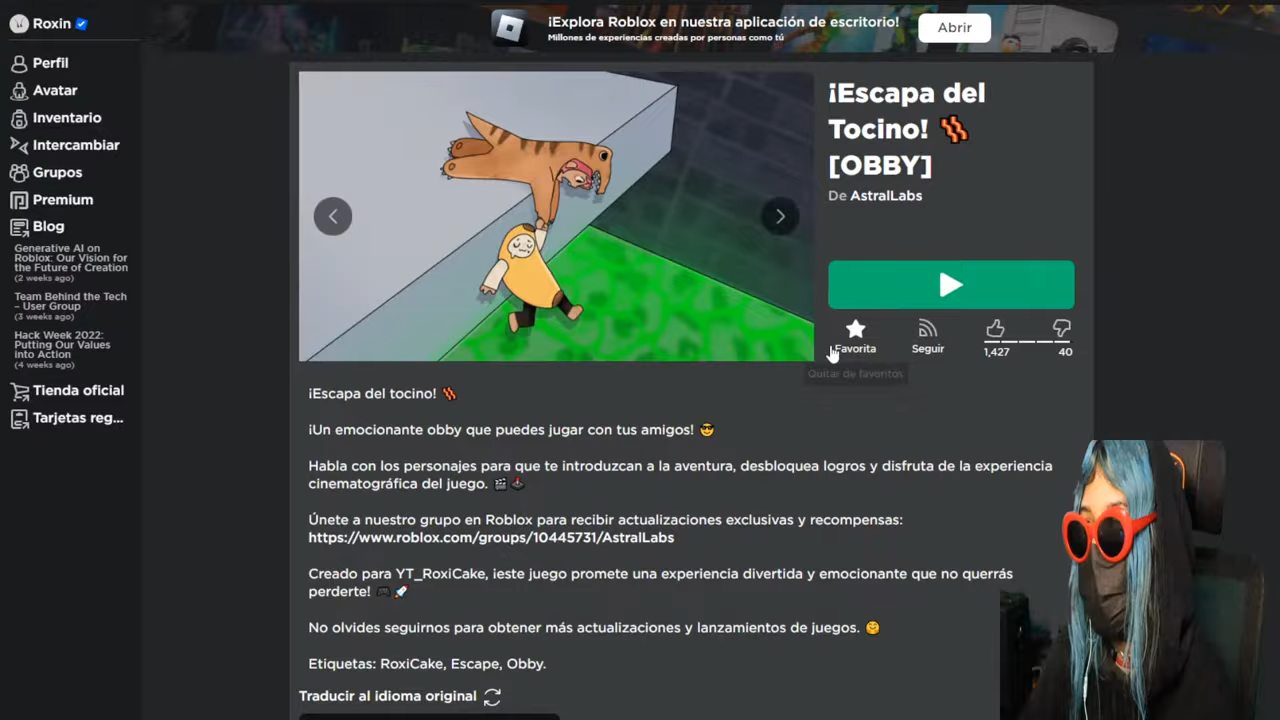 Roxin
¡Explora Roblox en nuestra aplicación de escritorio!
Millones de experiencias creadas por personas como tú
Abrir
Perfil
Avatar
Inventario
Intercambiar
Grupos
Premium
Blog
Generative AI on
Roblox: Our Vision for
the Future of Creation
(2 weeks ago)
Team Behind the Tech
– User Group
(3 weeks ago)
Hack Week 2022:
Putting Our Values
into Action
(4 weeks ago)
Tienda oficial
Tarjetas reg...
¡Escapa del
Tocino! 🥓
[OBBY]
De AstralLabs
Favorita
Seguir
1,427
40
Quitar de favoritos
¡Escapa del tocino! 🥓
¡Un emocionante obby que puedes jugar con tus amigos! 😎
Habla con los personajes para que te introduzcan a la aventura, desbloquea logros y disfruta de la experiencia
cinematográfica del juego. 🎬🕹️
Únete a nuestro grupo en Roblox para recibir actualizaciones exclusivas y recompensas:
https://www.roblox.com/groups/10445731/AstralLabs
Creado para YT_RoxiCake, ¡este juego promete una experiencia divertida y emocionante que no querrás
perderte! 🎮🚀
No olvides seguirnos para obtener más actualizaciones y lanzamientos de juegos. 🤗
Etiquetas: RoxiCake, Escape, Obby.
Traducir al idioma original